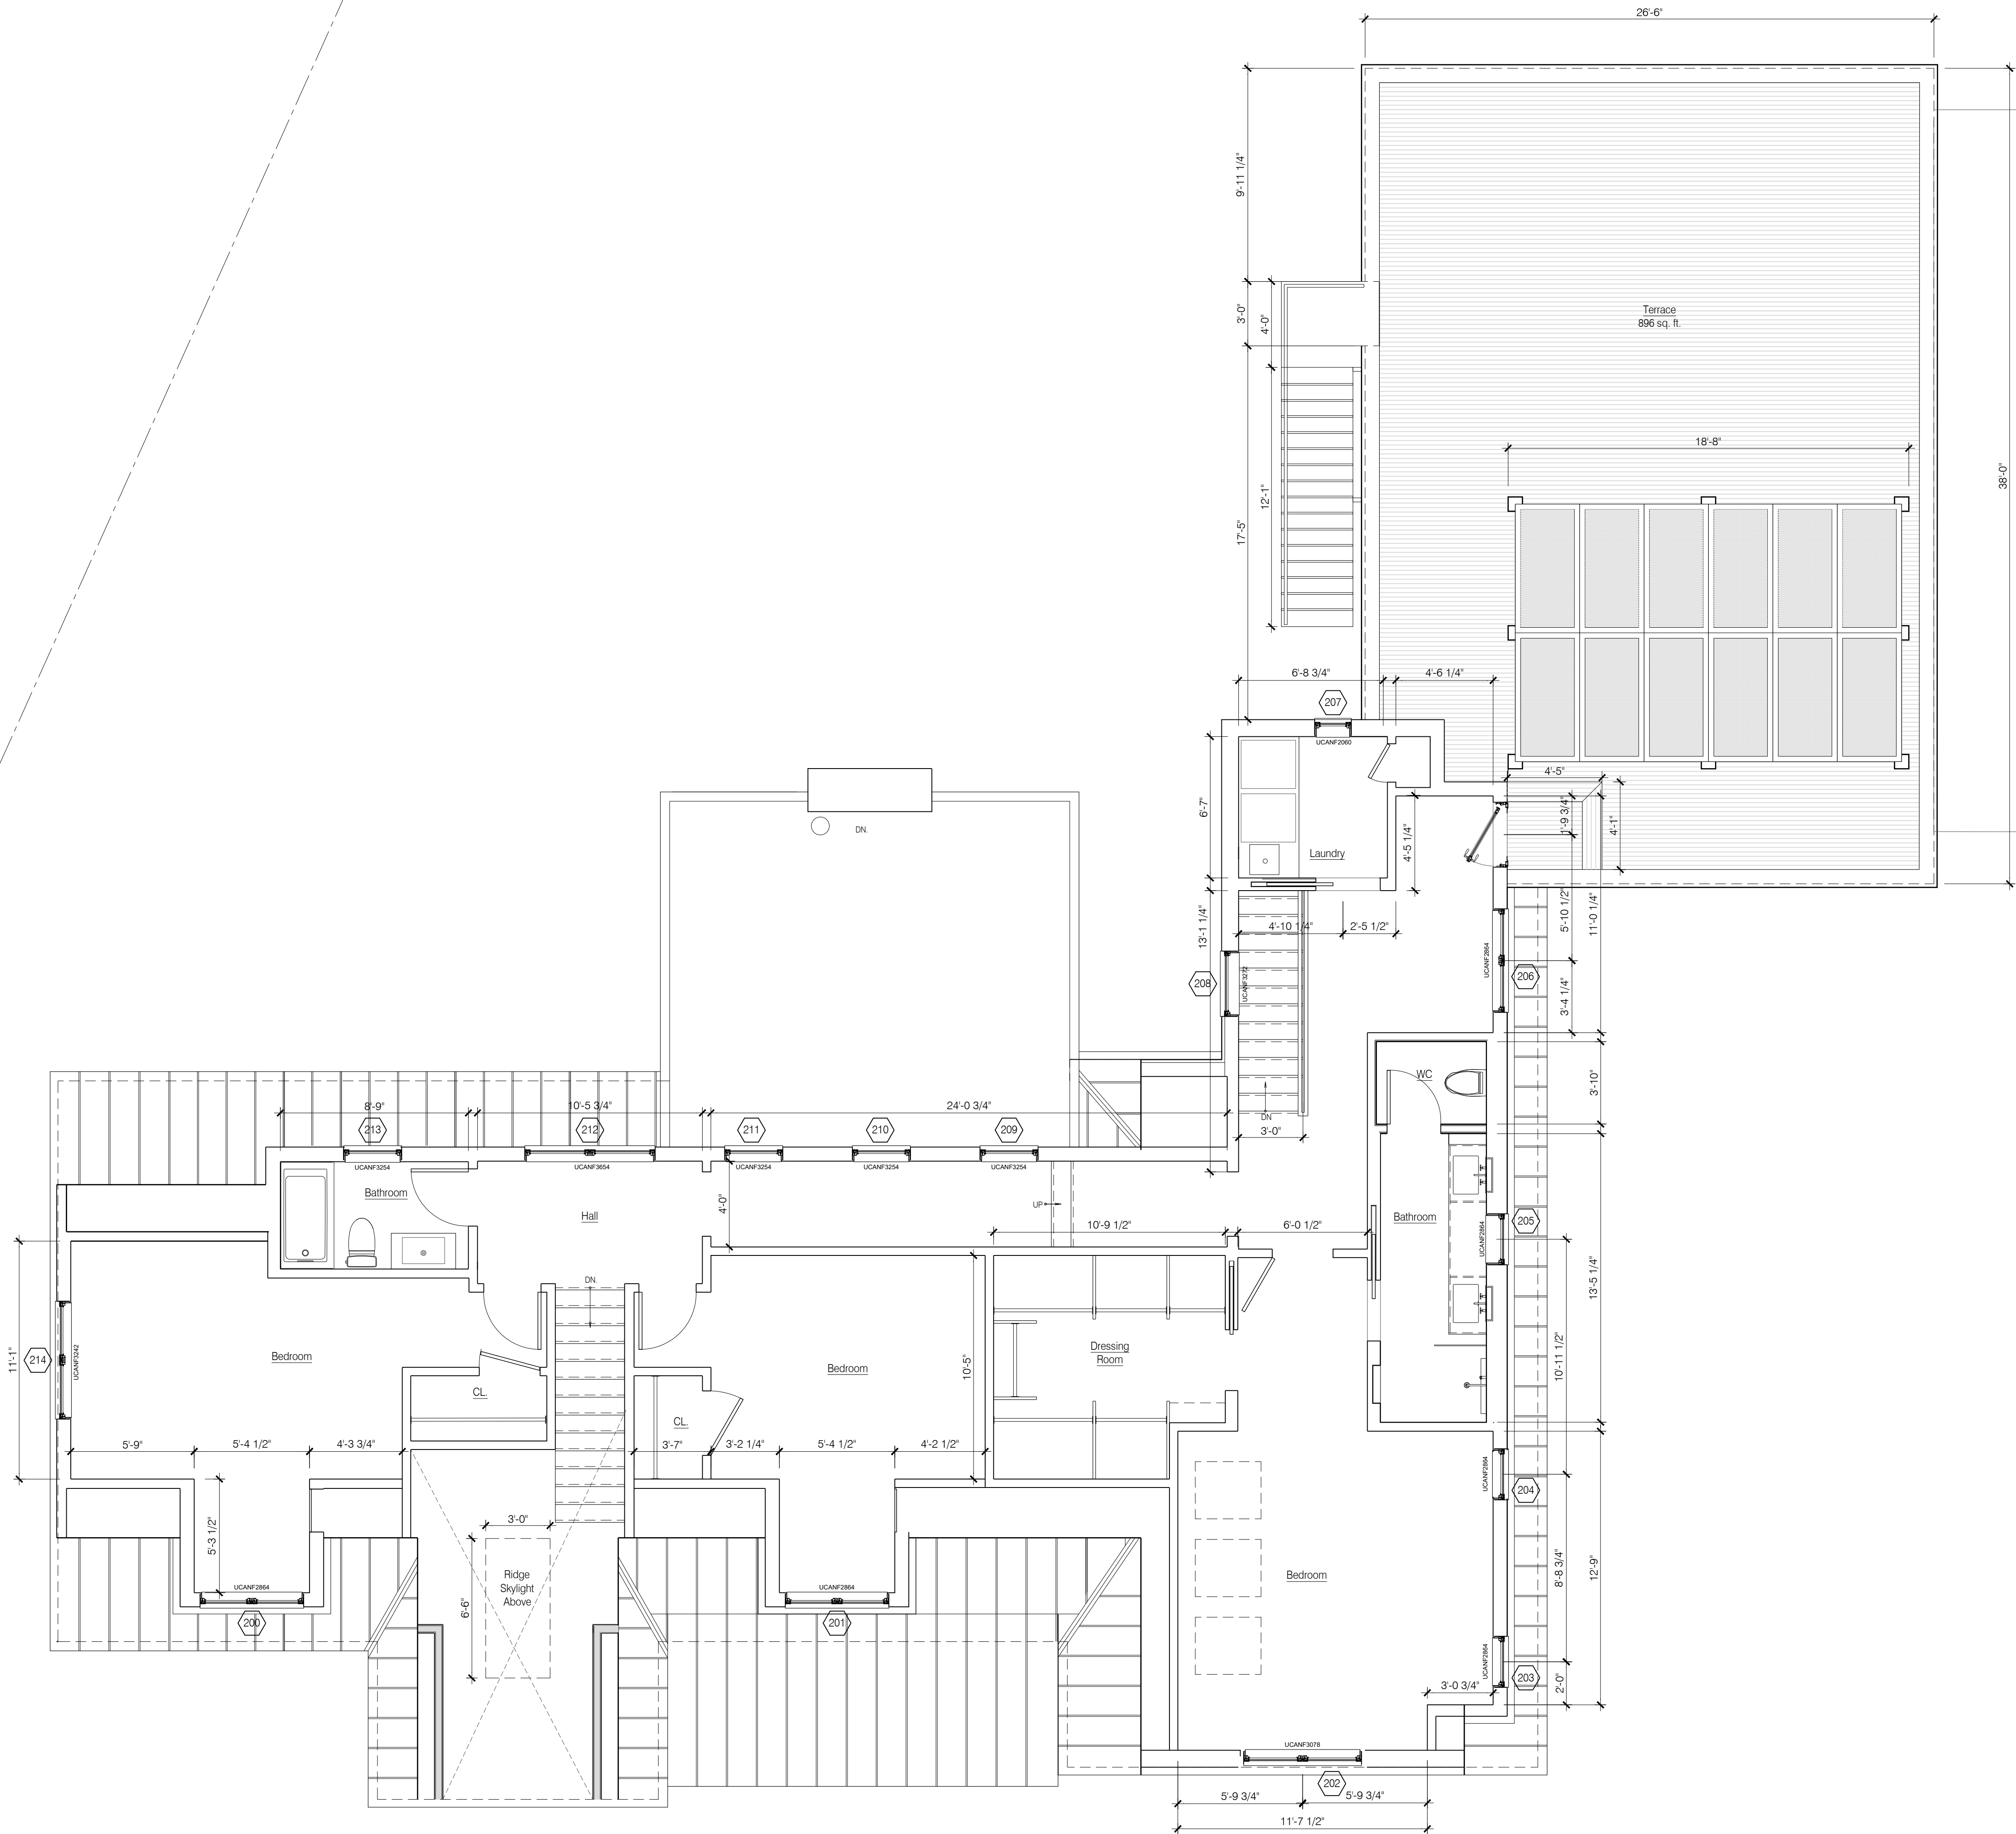 26'-6"
9'-11 1/4"
38'-0"
3'-0"
4'-0"
Terrace
896 sq. ft.
18'-8"
12'-1"
17'-5"
6'-8 3/4"
4'-6 1/4"
207
UCANF2060
4'-5"
1'-9 3/4"
4'-1"
6'-7"
DN.
4'-5 1/4"
Laundry
5'-10 1/2"
11'-0 1/4"
13'-1 1/4"
4'-10 1/4"
2'-5 1/2"
UCANF2864
206
208
UCANF3272
3'-4 1/4"
WC
3'-10"
8'-9"
10'-5 3/4"
24'-0 3/4"
DN
213
212
211
210
209
3'-0"
UCANF3254
UCANF3654
UCANF3254
UCANF3254
UCANF3254
Bathroom
4'-0"
UP
Hall
10'-9 1/2"
6'-0 1/2"
Bathroom
UCANF2864
205
DN.
13'-5 1/4"
11'-1"
214
UCANF3242
Bedroom
Bedroom
10'-5"
Dressing
Room
10'-11 1/2"
CL.
CL.
5'-9"
5'-4 1/2"
4'-3 3/4"
3'-7"
3'-2 1/4"
5'-4 1/2"
4'-2 1/2"
UCANF2864
204
5'-3 1/2"
3'-0"
Ridge
Skylight
Above
6'-6"
UCANF2864
200
UCANF2864
201
Bedroom
8'-8 3/4"
12'-9"
UCANF2864
203
2'-0"
3'-0 3/4"
UCANF3078
202
5'-9 3/4"
5'-9 3/4"
11'-7 1/2"